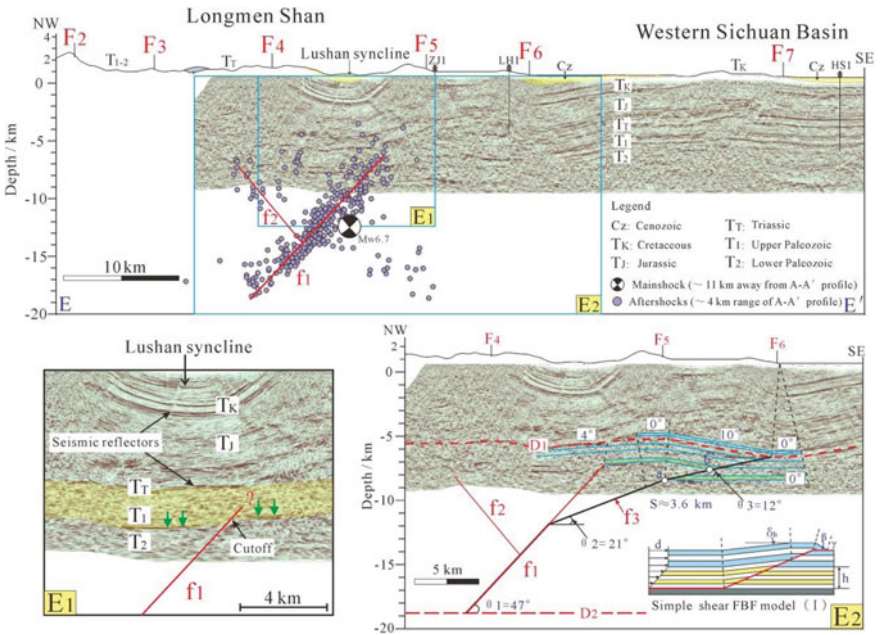 Longmen Shan
Western Sichuan Basin
NW
SE
F2
F3
F4
F5
F6
F7
T1-2
TT
Lushan syncline
ZJ1
LH1
Cz
TK
Cz
HS1
4
2
0
-5
-10
-15
-20
Depth / km
TK
TJ
TT
T1
T2
f2
f1
Mw6.7
E1
E2
10 km
E
E′
Legend
Cz: Cenozoic
TT: Triassic
TK: Cretaceous
T1: Upper Paleozoic
TJ: Jurassic
T2: Lower Paleozoic
Mainshock (~ 11 km away from A-A′ profile)
Aftershocks (~ 4 km range of A-A′ profile)
Lushan syncline
TK
Seismic reflectors
TJ
TT
T1
T2
?
Cutoff
f1
E1
4 km
NW
SE
F4
F5
F6
2
0
-5
-10
-15
-20
Depth / km
D1
4°
0°
10°
0°
0°
a
b
S≈3.6 km
θ3=12°
f2
f3
θ2=21°
f1
5 km
θ1=47°
D2
d
δb
β
h
Simple shear FBF model (I)
E2